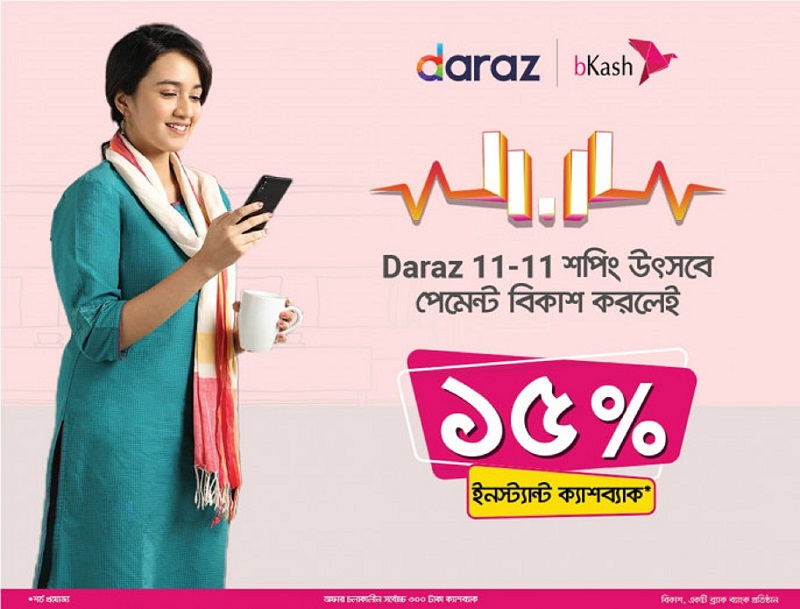 daraz
bKash
11.11
Daraz 11-11 শপিং উৎসবে
পেমেন্ট বিকাশ করলেই
১৫%
ইনস্ট্যান্ট ক্যাশব্যাক*
*শর্ত প্রযোজ্য
অফার চলাকালীন সর্বোচ্চ ৩০০ টাকা ক্যাশব্যাক
বিকাশ, একটি ব্র্যাক ব্যাংক প্রতিষ্ঠান